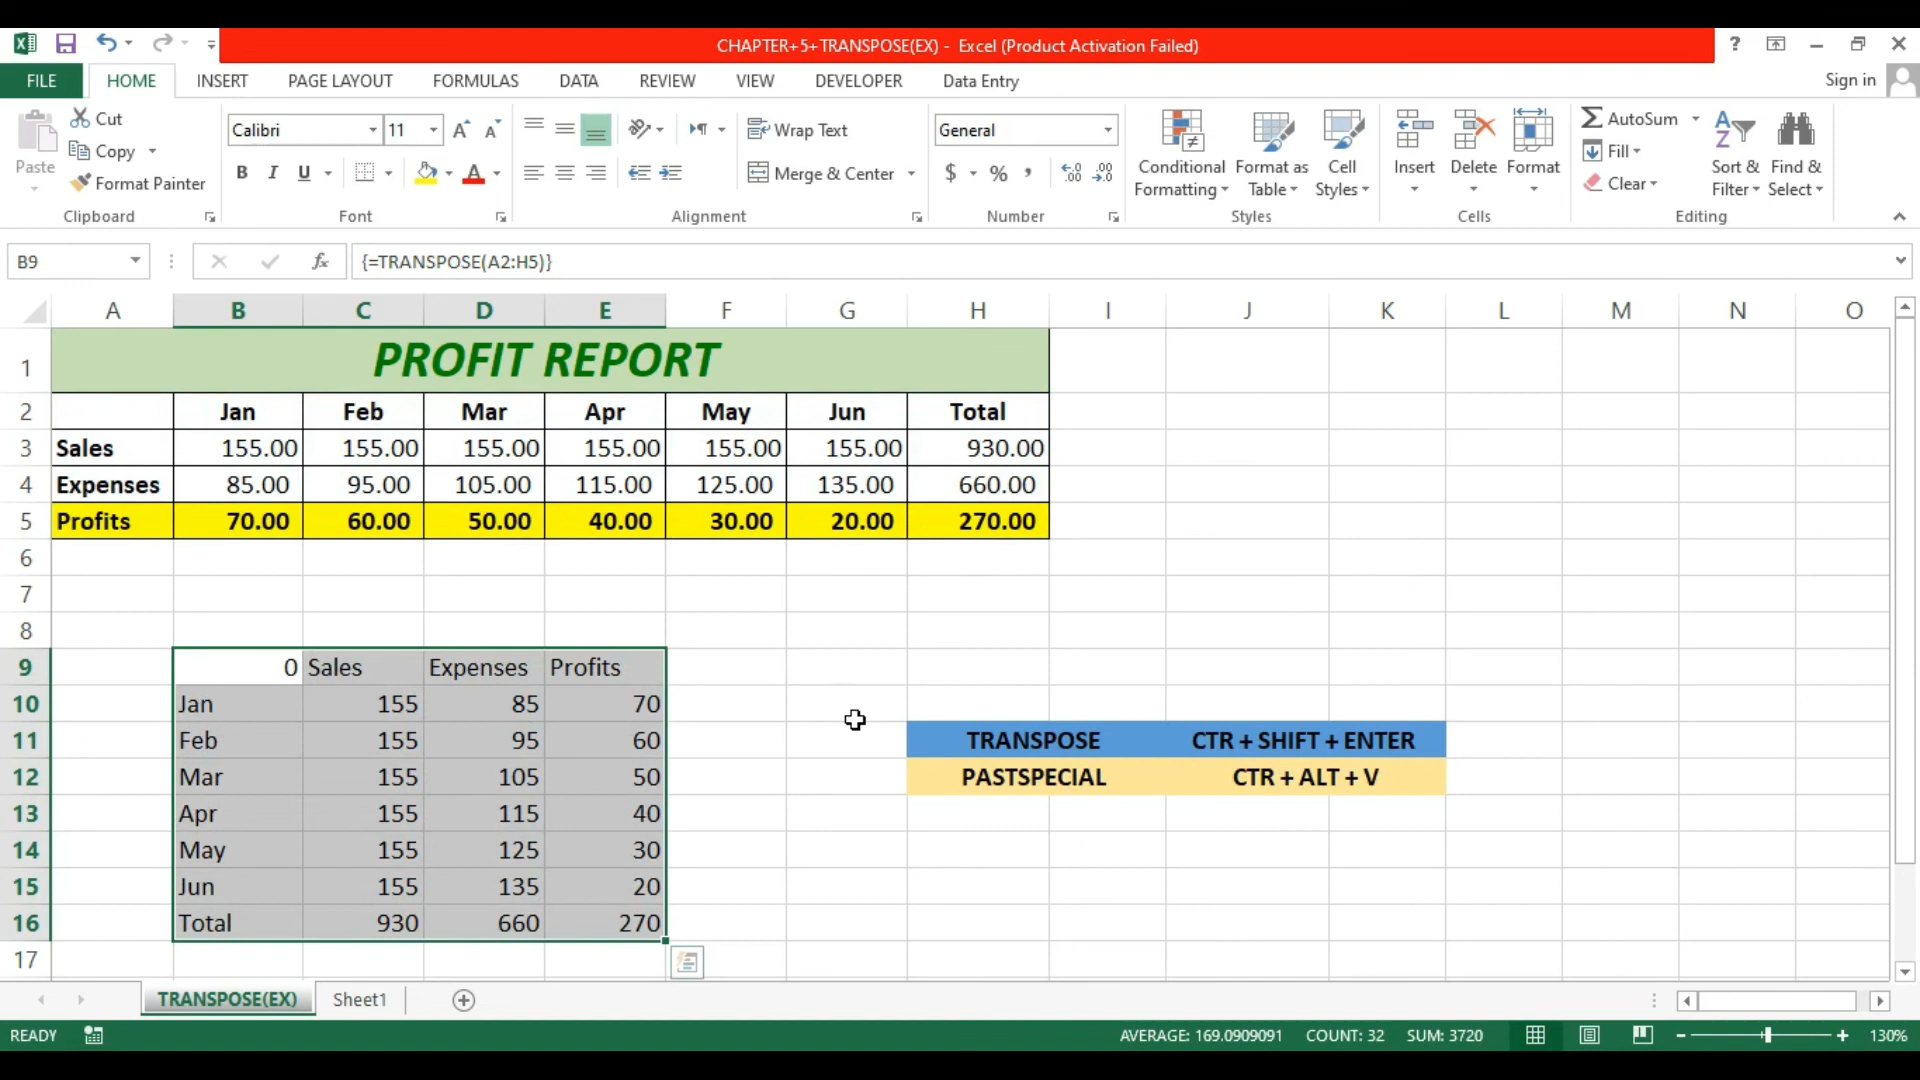 CHAPTER+5+TRANSPOSE(EX) - Excel (Product Activation Failed)
?
FILE HOME INSERT PAGE LAYOUT FORMULAS DATA REVIEW VIEW DEVELOPER Data Entry Sign in
Paste
Cut
Copy
Format Painter
Calibri 11
B I U
Wrap Text
Merge & Center
General
$ % ,
Conditional Formatting
Format as Table
Cell Styles
Insert
Delete
Format
AutoSum
Fill
Clear
Sort & Filter
Find & Select
Clipboard Font Alignment Number Styles Cells Editing
B9 fx {=TRANSPOSE(A2:H5)}
A B C D E F G H I J K L M N O
1 PROFIT REPORT
2 Jan Feb Mar Apr May Jun Total
3 Sales 155.00 155.00 155.00 155.00 155.00 155.00 930.00
4 Expenses 85.00 95.00 105.00 115.00 125.00 135.00 660.00
5 Profits 70.00 60.00 50.00 40.00 30.00 20.00 270.00
6
7
8
9 0 Sales Expenses Profits
10 Jan 155 85 70
11 Feb 155 95 60 TRANSPOSE CTR + SHIFT + ENTER
12 Mar 155 105 50 PASTSPECIAL CTR + ALT + V
13 Apr 155 115 40
14 May 155 125 30
15 Jun 155 135 20
16 Total 930 660 270
17
TRANSPOSE(EX) Sheet1
READY AVERAGE: 169.0909091 COUNT: 32 SUM: 3720 130%